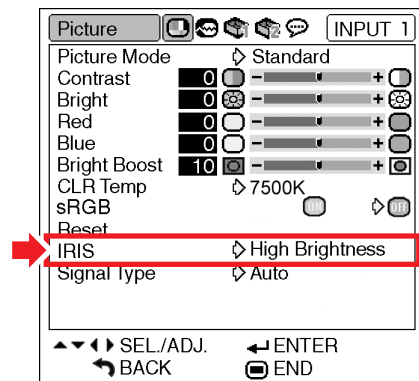 Picture INPUT 1
Picture Mode Standard
Contrast 0 - +
Bright 0 - +
Red 0 - +
Blue 0 - +
Bright Boost 10 - +
CLR Temp 7500K
sRGB ON OFF
Reset
IRIS High Brightness
Signal Type Auto
SEL./ADJ. ENTER
BACK END